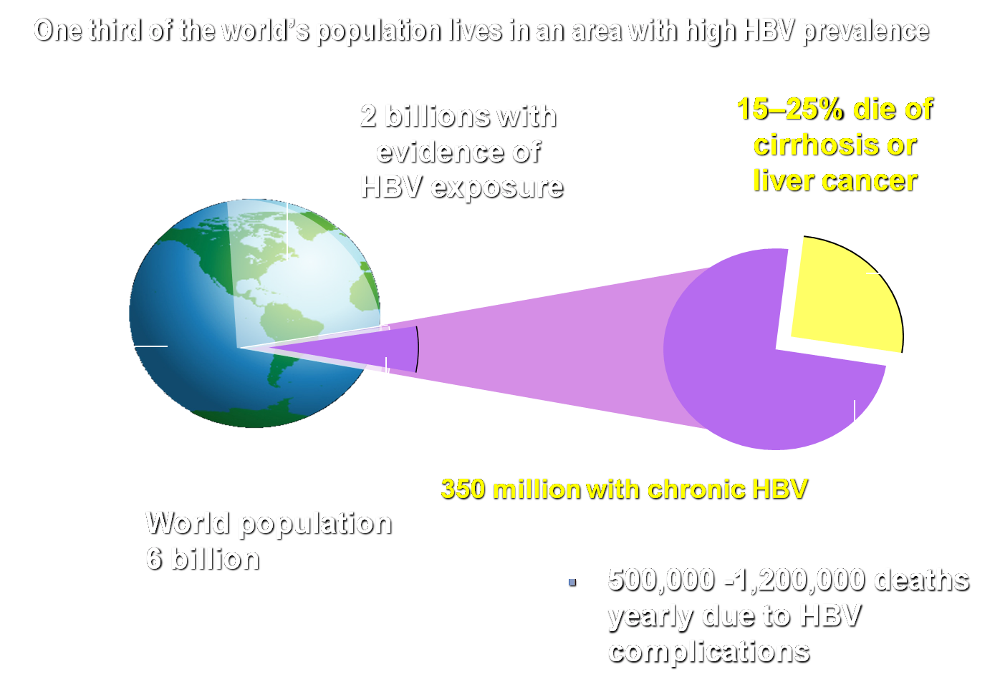 One third of the world’s population lives in an area with high HBV prevalence
2 billions with
evidence of
HBV exposure
15–25% die of
cirrhosis or
liver cancer
350 million with chronic HBV
World population
6 billion
▪ 500,000 -1,200,000 deaths
yearly due to HBV
complications